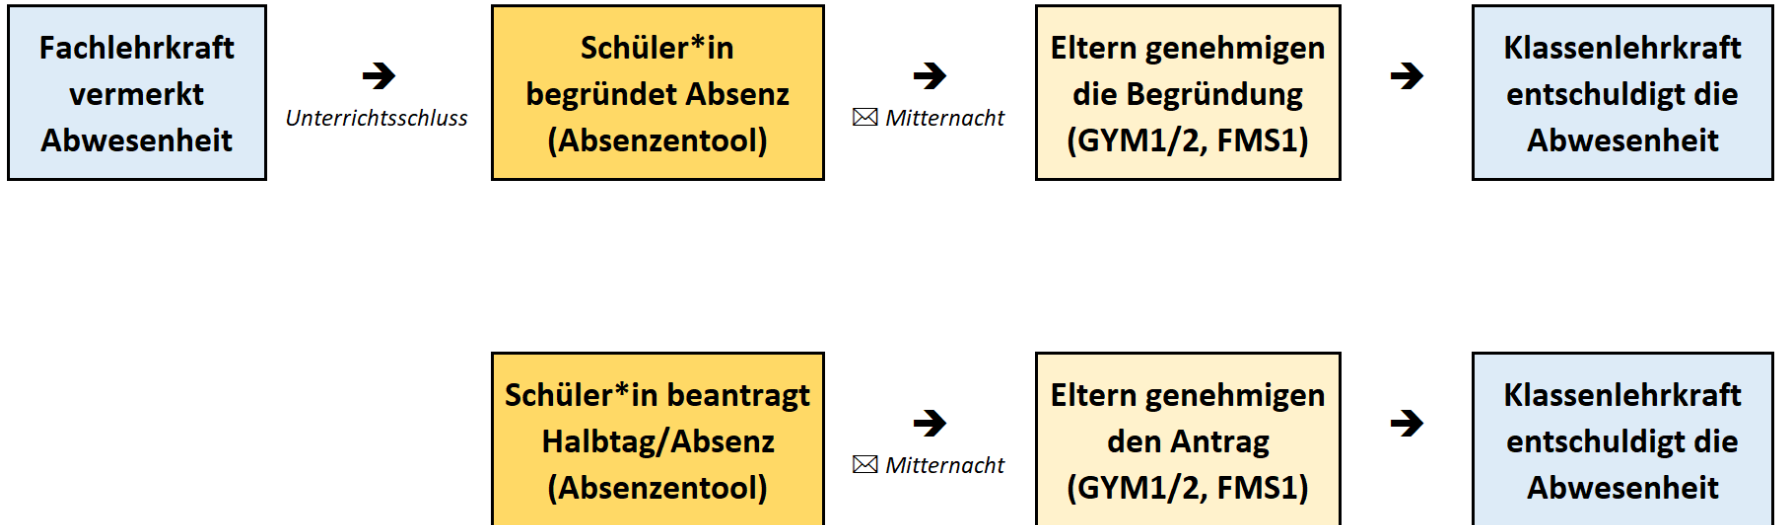 Fachlehrkraft
vermerkt
Abwesenheit
➔
Unterrichtsschluss
Schüler*in
begründet Absenz
(Absenzentool)
➔
✉ Mitternacht
Eltern genehmigen
die Begründung
(GYM1/2, FMS1)
➔
Klassenlehrkraft
entschuldigt die
Abwesenheit
Schüler*in beantragt
Halbtag/Absenz
(Absenzentool)
➔
✉ Mitternacht
Eltern genehmigen
den Antrag
(GYM1/2, FMS1)
➔
Klassenlehrkraft
entschuldigt die
Abwesenheit